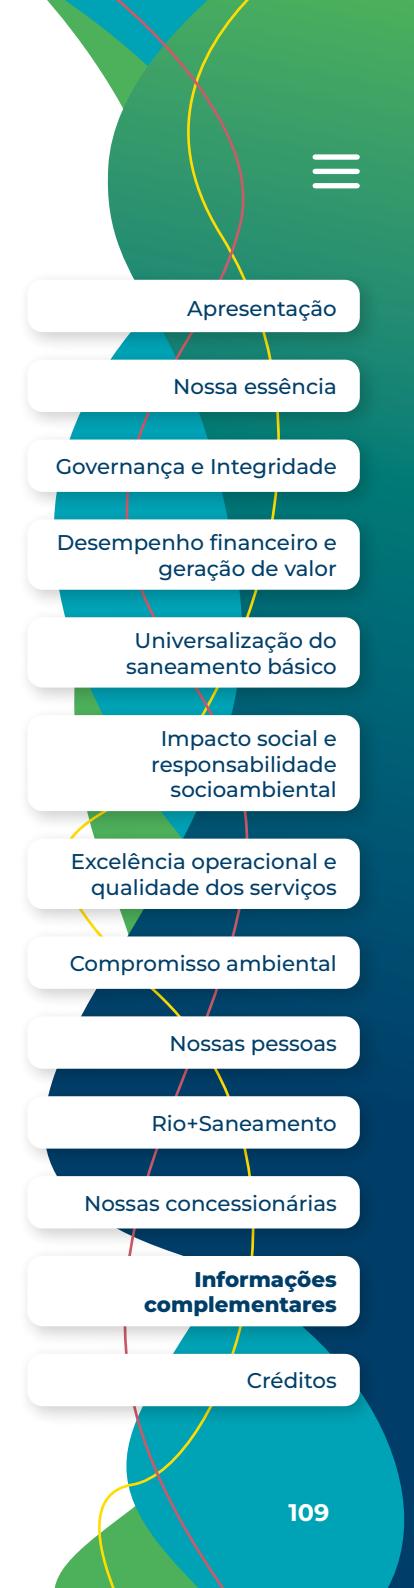 Apresentação
Nossa essência
Governança e Integridade
Desempenho financeiro e
geração de valor
Universalização do
saneamento básico
Impacto social e
responsabilidade
socioambiental
Excelência operacional e
qualidade dos serviços
Compromisso ambiental
Nossas pessoas
Rio+Saneamento
Nossas concessionárias
Informações
complementares
Créditos
109